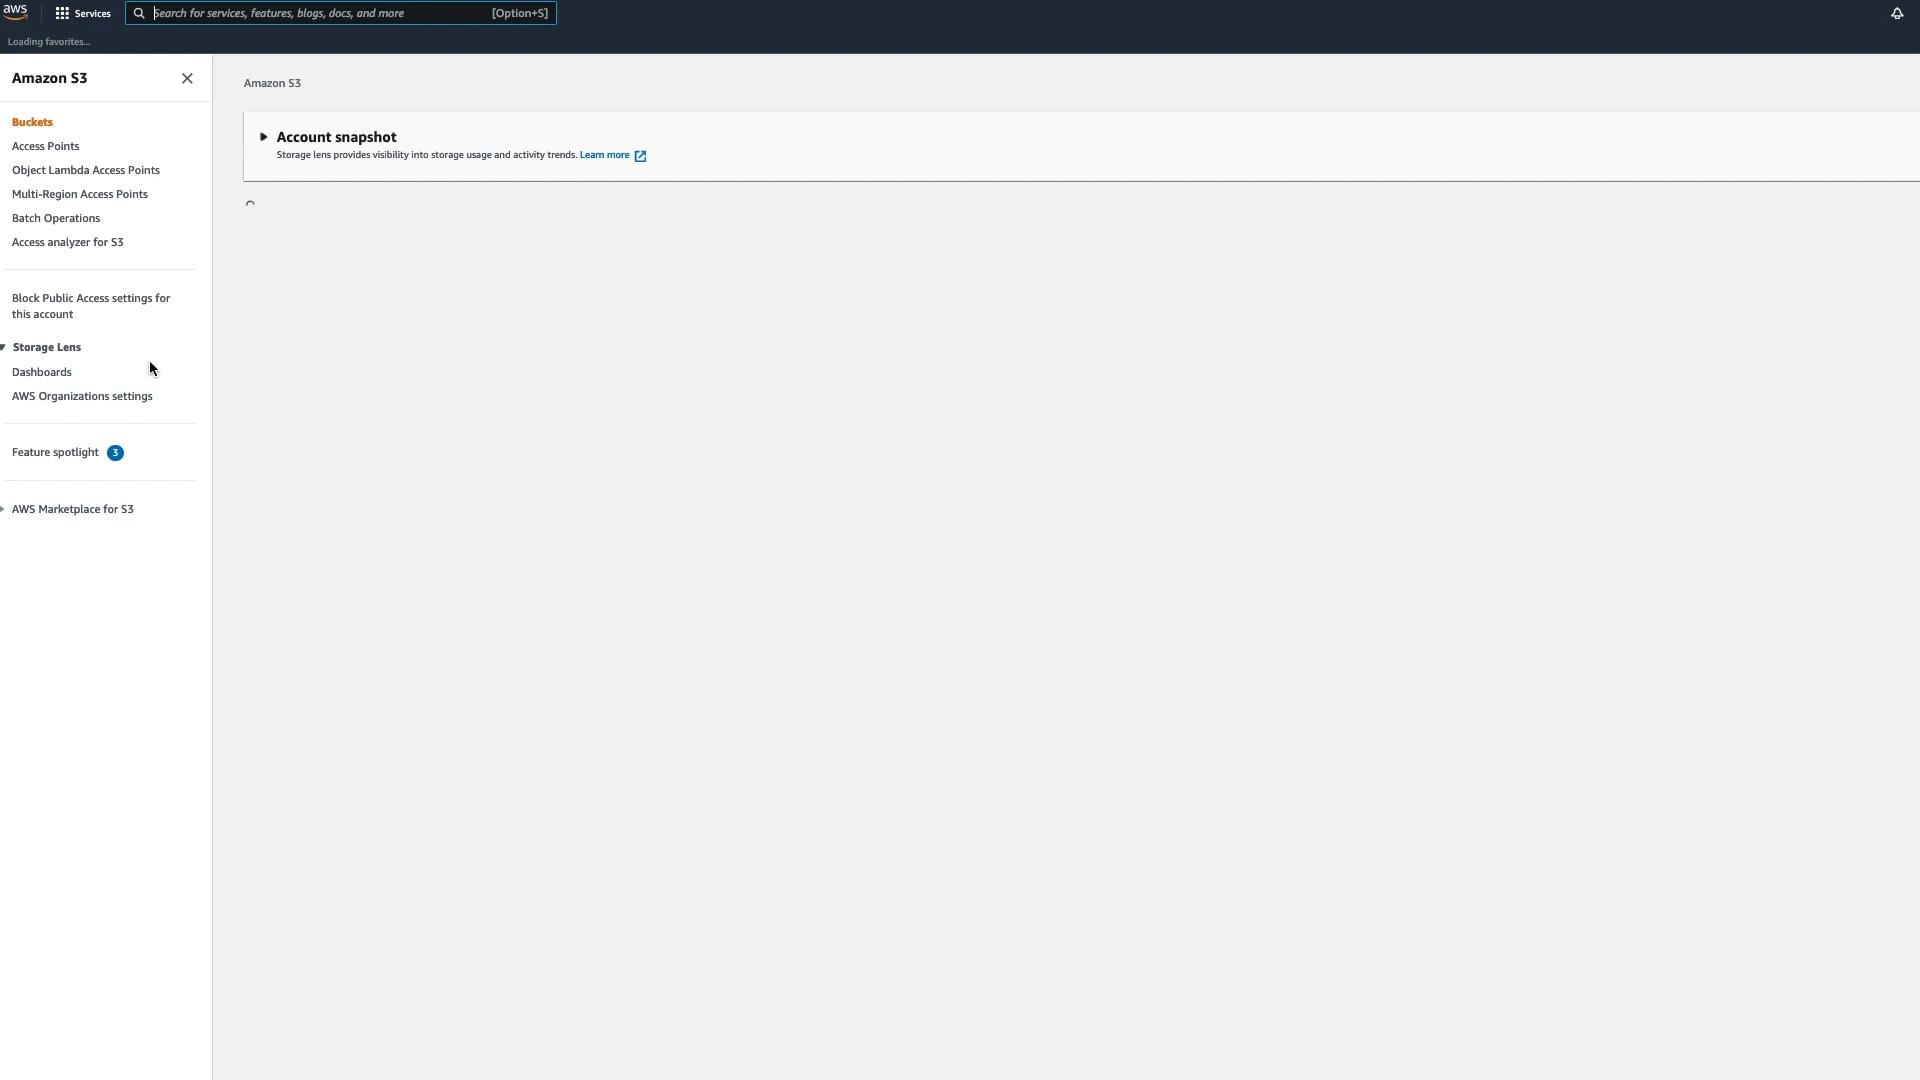 aws
Services
Search for services, features, blogs, docs, and more
[Option+S]
Loading favorites...
Amazon S3
Buckets
Access Points
Object Lambda Access Points
Multi-Region Access Points
Batch Operations
Access analyzer for S3
Block Public Access settings for
this account
Storage Lens
Dashboards
AWS Organizations settings
Feature spotlight 3
AWS Marketplace for S3
Amazon S3
Account snapshot
Storage lens provides visibility into storage usage and activity trends. Learn more